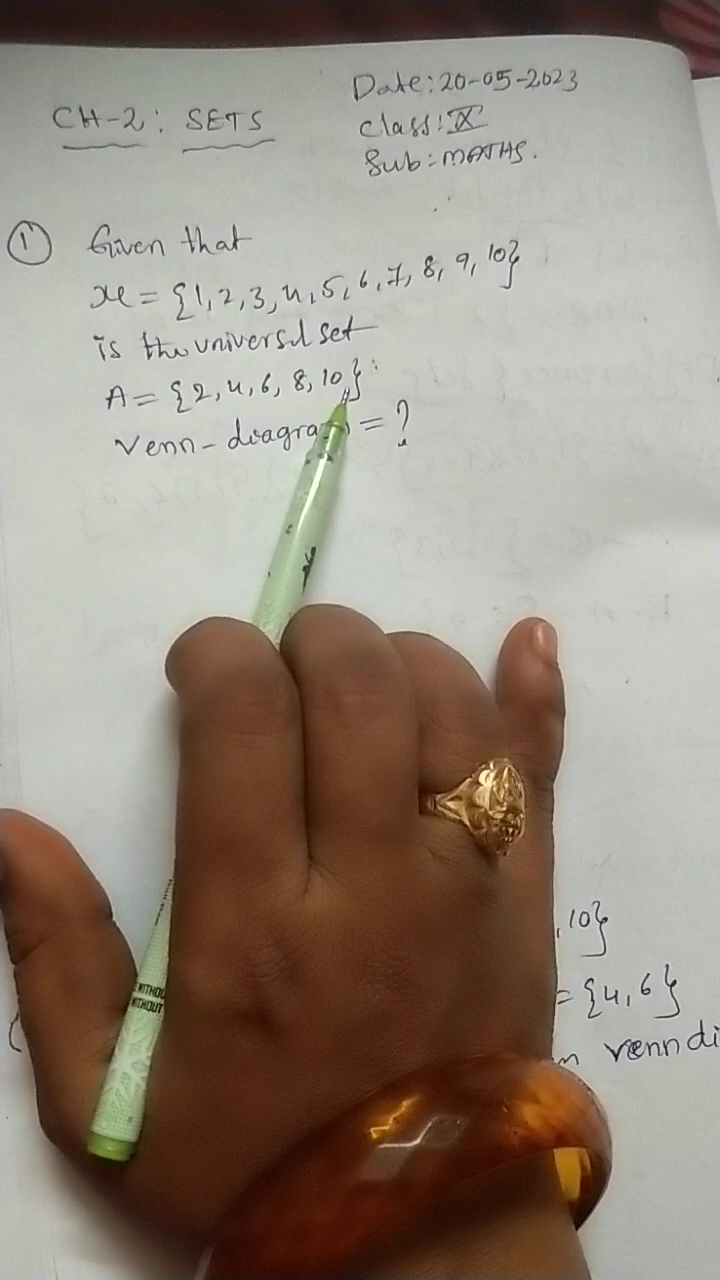 CH-2: SETS
Date: 20-05-2023
Class: X
Sub: MATHS.
① Given that
μ = {1, 2, 3, 4, 5, 6, 7, 8, 9, 10}
is the universal set
A = {2, 4, 6, 8, 10}
Venn-diagram = ?
WITHOU
WITHOUT
, 10}
= {4, 6}
venn di